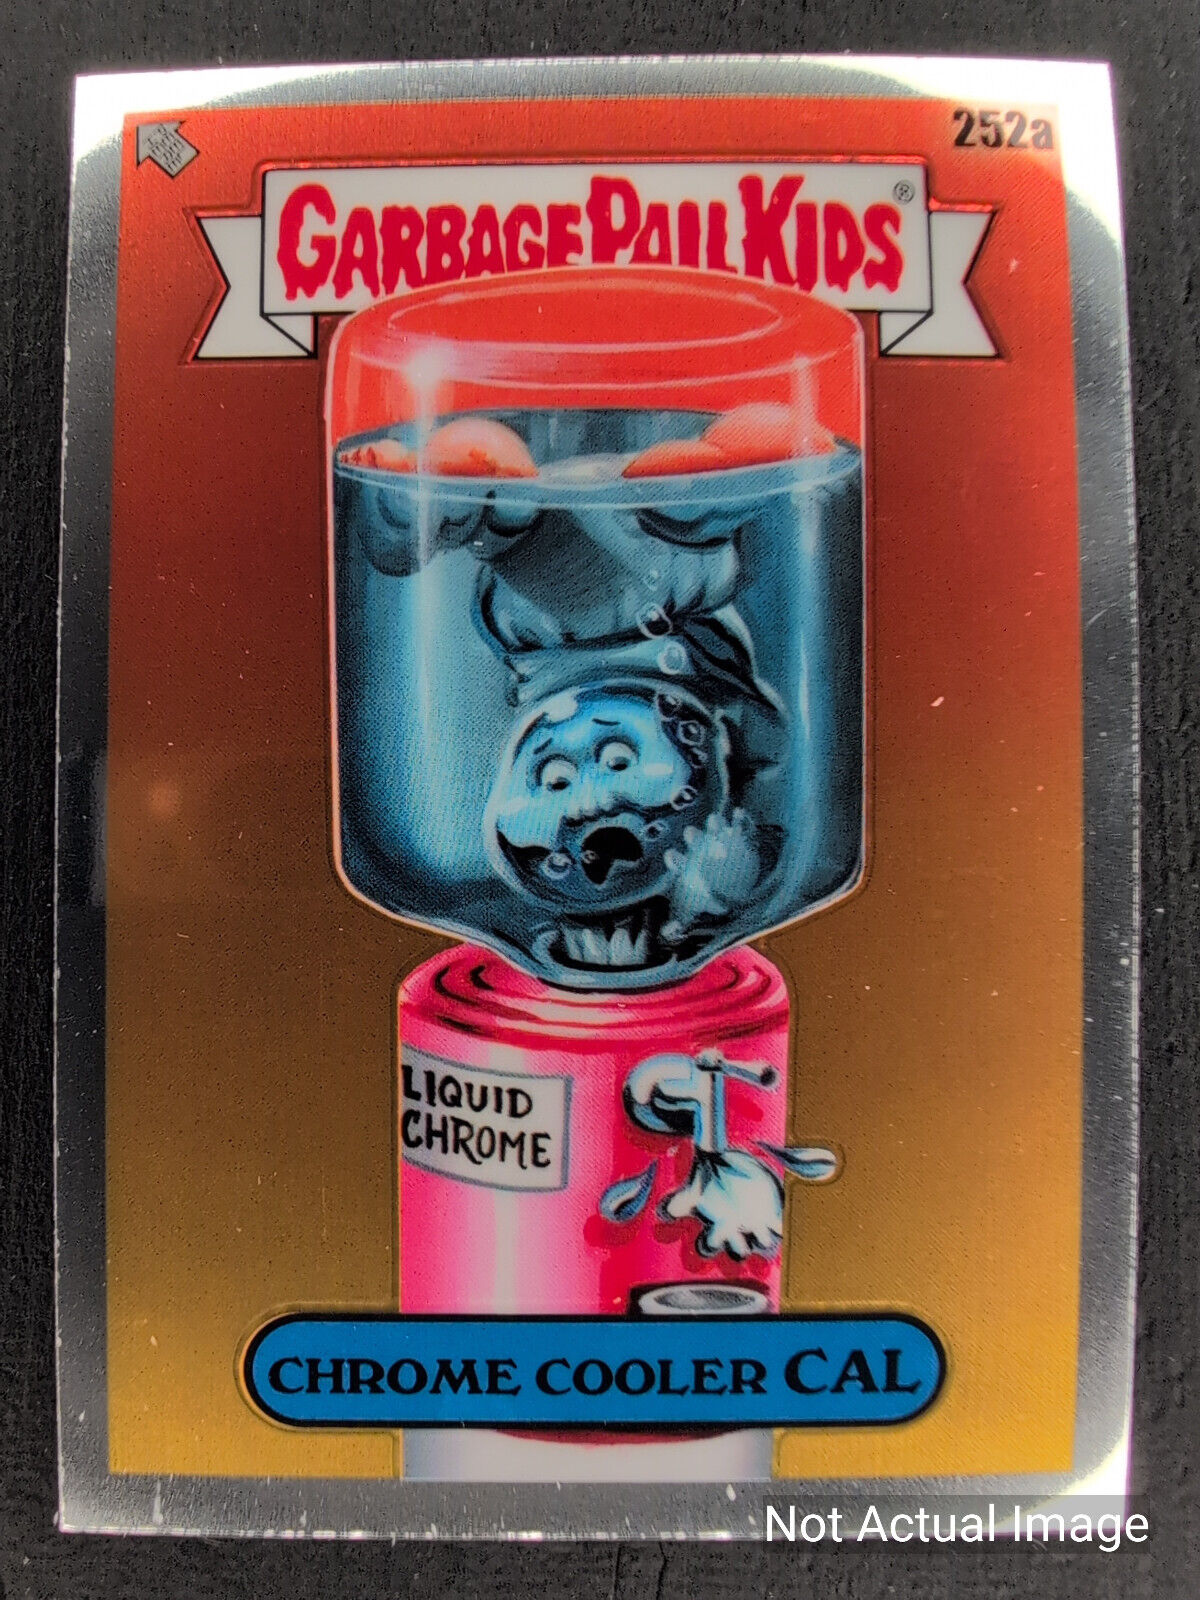 252a
GARBAGE PAIL KIDS®
LIQUID
CHROME
CHROME COOLER CAL
Not Actual Image